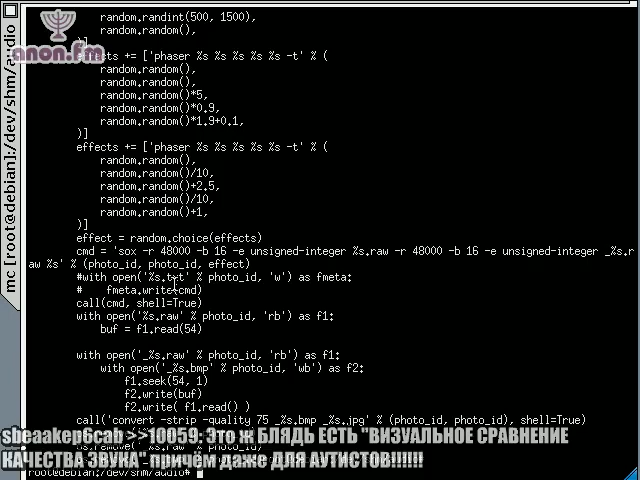 mc [root@debian]:/dev/shm/audio
anon.fm
random.randint(500, 1500),
random.random(),
)]
effects += ['phaser %s %s %s %s %s -t' % (
random.random(),
random.random(),
random.random()*5,
random.random()*0.9,
random.random()*1.9+0.1,
)]
effects += ['phaser %s %s %s %s %s -t' % (
random.random(),
random.random()/10,
random.random()+2.5,
random.random()/10,
random.random()+1,
)]
effect = random.choice(effects)
cmd = 'sox -r 48000 -b 16 -e unsigned-integer %s.raw -r 48000 -b 16 -e unsigned-integer _%s.r
aw %s' % (photo_id, photo_id, effect)
#with open('%s.txt' % photo_id, 'w') as fmeta:
#    fmeta.write(cmd)
call(cmd, shell=True)
with open('%s.raw' % photo_id, 'rb') as f1:
buf = f1.read(54)
with open('_%s.raw' % photo_id, 'rb') as f1:
with open('_%s.bmp' % photo_id, 'wb') as f2:
f1.seek(54, 1)
f2.write(buf)
f2.write( f1.read() )
call('convert -strip -quality 75 _%s.bmp _%s.jpg' % (photo_id, photo_id), shell=True)
sbeaakep6cab >>10059: Это ж БЛЯДЬ ЕСТЬ "ВИЗУАЛЬНОЕ СРАВНЕНИЕ
КАЧЕСТВА ЗВУКА" причём даже ДЛЯ АУТИСТОВ!!!!!!
root@debian:/dev/shm/audio#